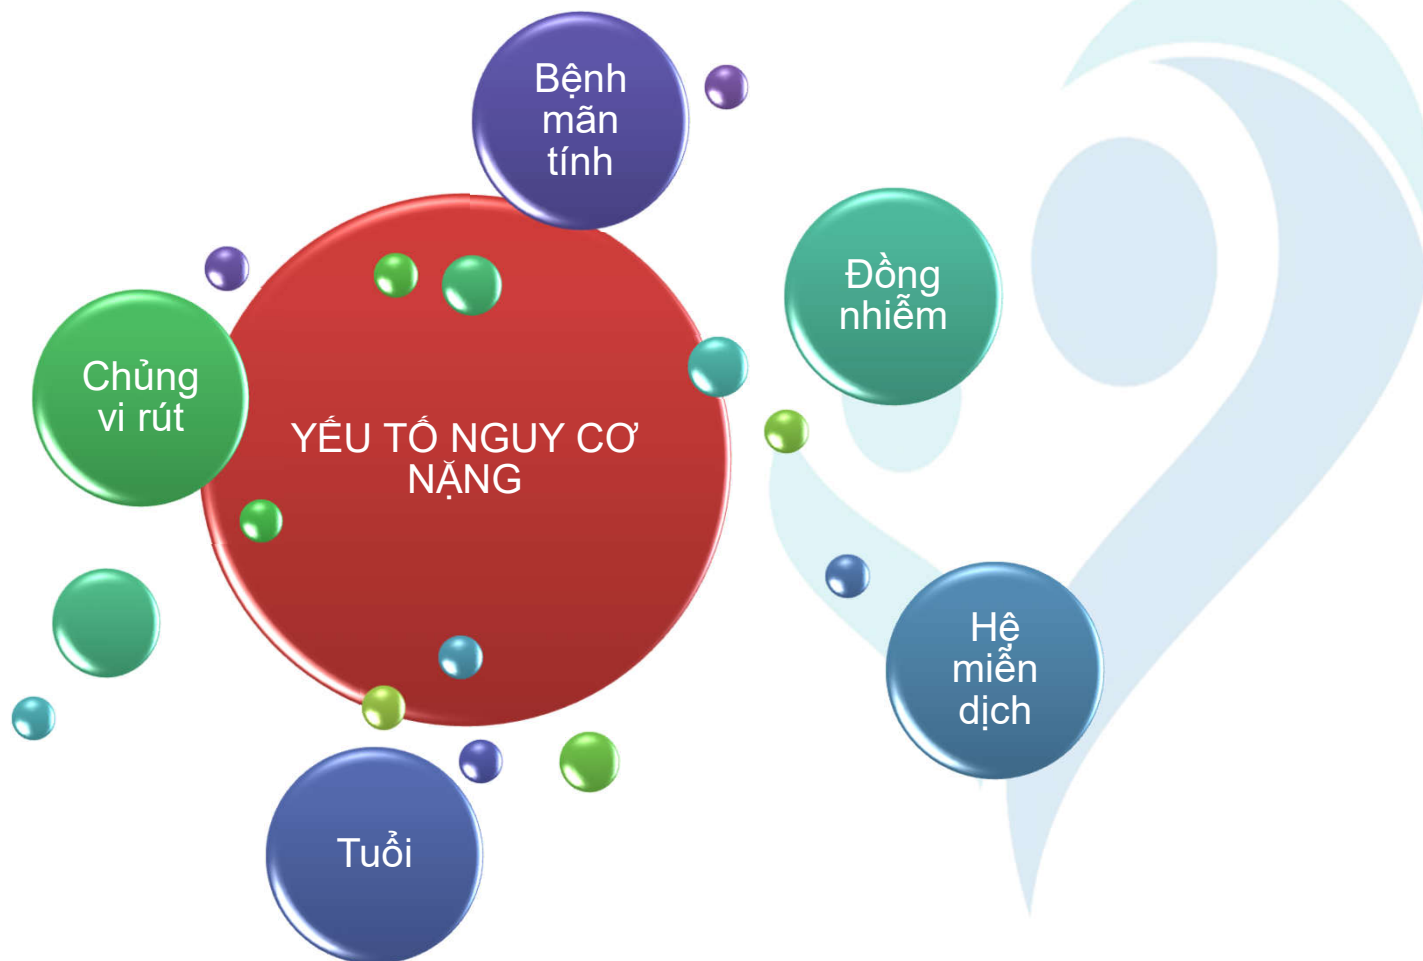 Bệnh
mãn
tính
Đồng
nhiễm
Chủng
vi rút
YẾU TỐ NGUY CƠ
NẶNG
Hệ
miễn
dịch
Tuổi